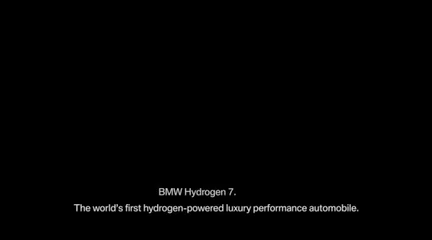 BMW Hydrogen 7.
The world's first hydrogen-powered luxury performance automobile.